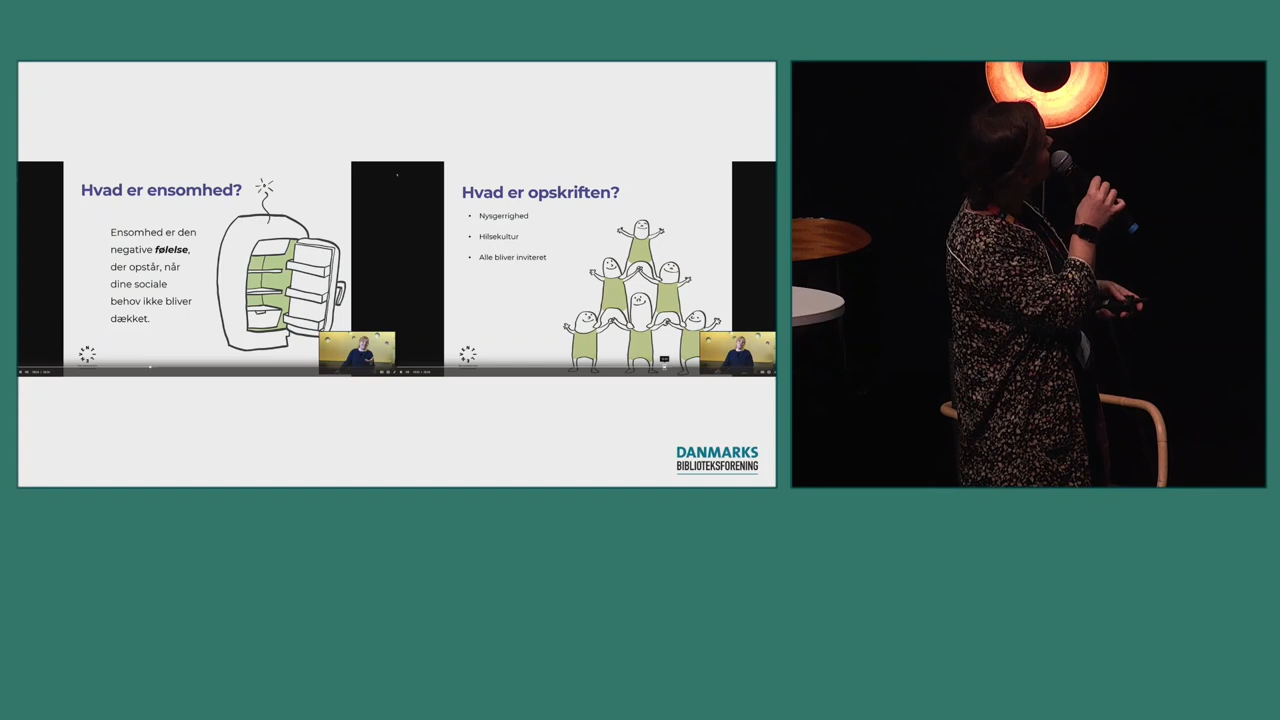 Hvad er ensomhed?
Ensomhed er den
negative følelse,
der opstår, når
dine sociale
behov ikke bliver
dækket.
Hvad er opskriften?
• Nysgerrighed
• Hilsekultur
• Alle bliver inviteret
DANMARKS
BIBLIOTEKSFORENING